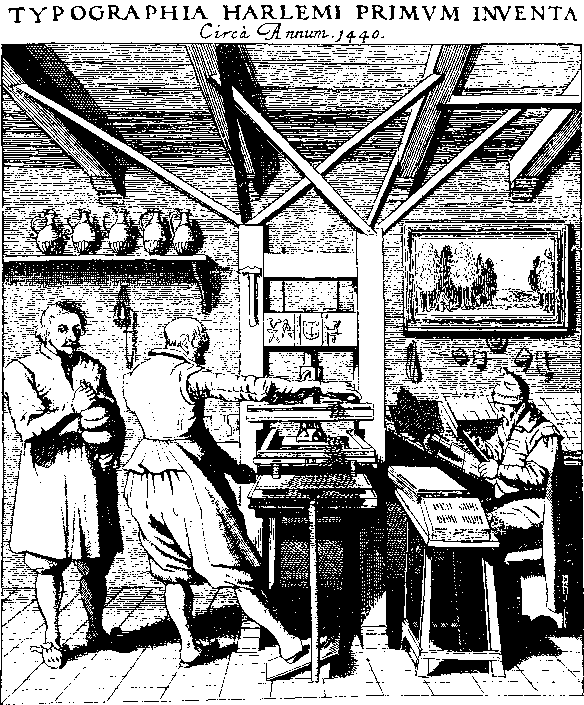 TYPOGRAPHIA HARLEMI PRIMVM INVENTA
Circà Annum. 1440.